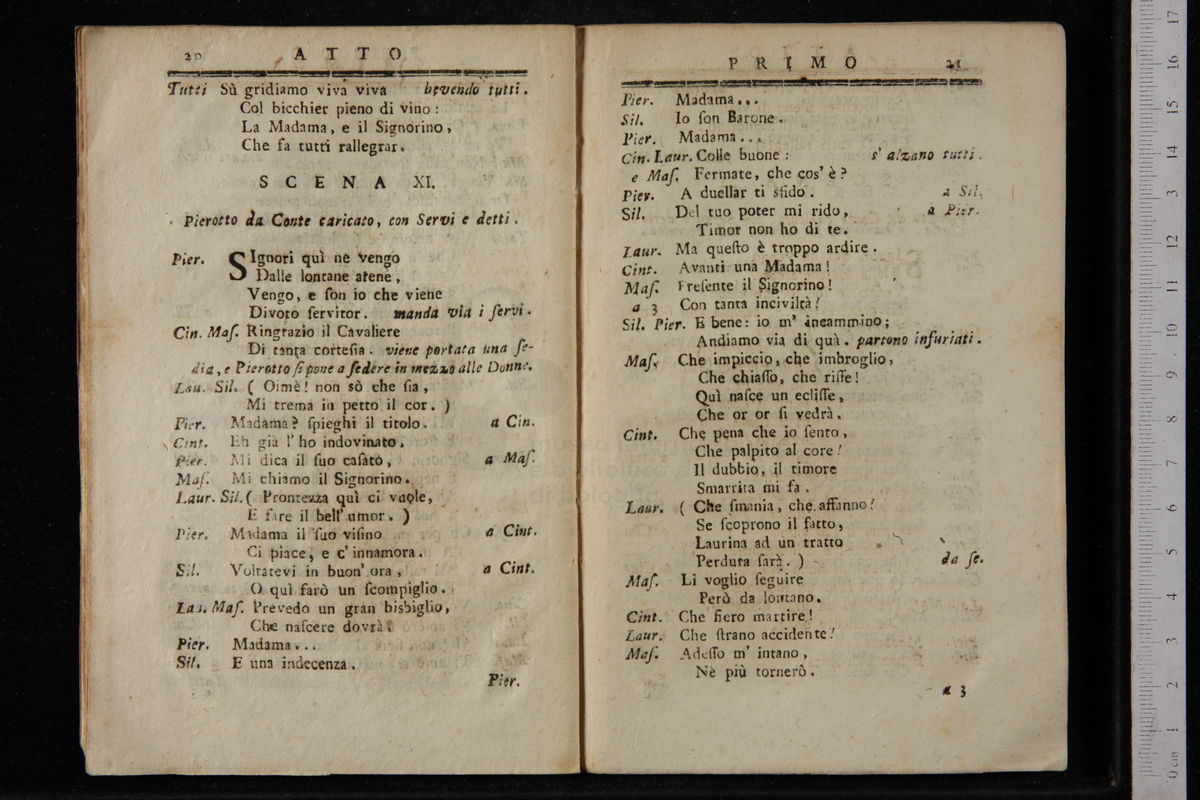 20 ATTO
Tutti Sù gridiamo viva viva bevendo tutti.
Col bicchier pieno di vino:
La Madama, e il Signorino,
Che fa tutti rallegrar.
SCENA XI.
Pierotto da Conte caricato, con Servi e detti.
Pier. SIgnori quì nè vengo
Dalle lontane atene,
Vengo, e ſon io che viene
Divoto ſervitor. manda via i ſervi.
Cin. Maſ. Ringrazio il Cavaliere
Di tanta corteſia. viene portata una ſe-
dia, e Pierotto ſi pone a ſedere in mezzo alle Donne.
Lau. Sil. ( Oimè! non sò che ſia,
Mi trema in petto il cor. )
Pier. Madama? ſpieghi il titolo. a Cin.
Cint. Eh già l'ho indovinato.
Pier. Mi dica il ſuo caſato, a Maſ.
Maſ. Mi chiamo il Signorino.
Laur. Sil. ( Prontezza quì ci vuole,
E fare il bell'umor. )
Pier. Madama il ſuo viſino a Cint.
Ci piace, e c'innamora.
Sil. Voltatevi in buon'ora, a Cint.
O quì farò un ſcompiglio.
Lau. Maſ. Prevedo un gran bisbiglio,
Che naſcere dovrà.
Pier. Madama...
Sil. E una indecenza.
Pier.
PRIMO 21
Pier. Madama...
Sil. Io ſon Barone.
Pier. Madama...
Cin. Laur. Colle buone: s'alzano tutti.
e Maſ. Fermate, che cos'è?
Pier. A duellar ti sfido. a Sil.
Sil. Del tuo poter mi rido, a Pier.
Timor non ho di te.
Laur. Ma queſto è troppo ardire.
Cint. Avanti una Madama!
Maſ. Preſente il Signorino!
a 3 Con tanta inciviltà!
Sil. Pier. E bene: io m'incammino;
Andiamo via di quà. partono infuriati.
Maſ. Che impiccio, che imbroglio,
Che chiaſſo, che riſſe!
Quì naſce un ecliſſe,
Che or or ſi vedrà.
Cint. Che pena che io ſento,
Che palpito al core!
Il dubbio, il timore
Smarrita mi fa.
Laur. ( Che ſmania, che affanno!
Se ſcoprono il fatto,
Laurina ad un tratto
Perduta ſarà. ) da ſe.
Maſ. Li voglio ſeguire
Però da lontano.
Cint. Che fiero martire!
Laur. Che ſtrano accidente!
Maſ. Adeſſo m'intano,
Nè più tornerò.
a 3